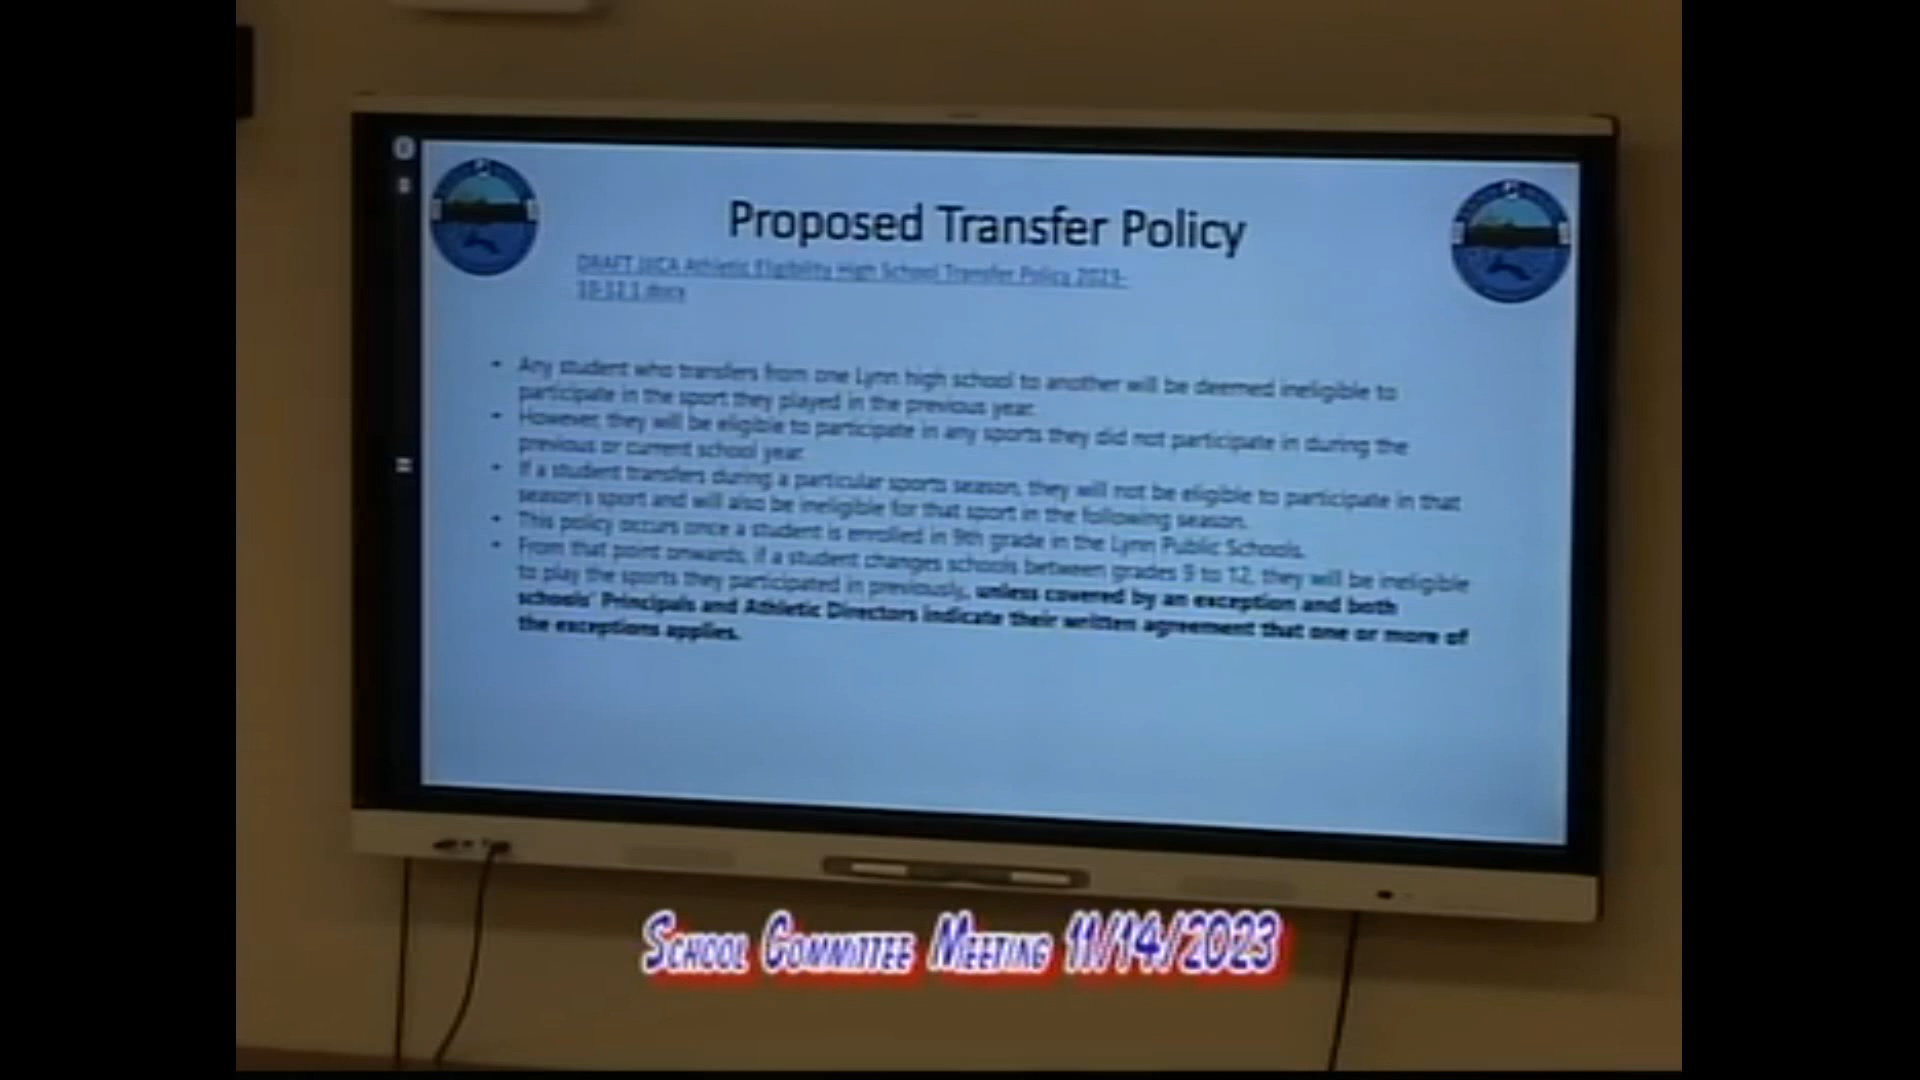 Proposed Transfer Policy
DRAFT JJCA Athletic Eligibility High School Transfer Policy 2023-
10-12 1.docx
• Any student who transfers from one Lynn high school to another will be deemed ineligible to
participate in the sport they played in the previous year.
• However, they will be eligible to participate in any sports they did not participate in during the
previous or current school year.
• If a student transfers during a particular sports season, they will not be eligible to participate in that
season's sport and will also be ineligible for that sport in the following season.
• This policy occurs once a student is enrolled in 9th grade in the Lynn Public Schools.
• From that point onwards, if a student changes schools between grades 9 to 12, they will be ineligible
to play the sports they participated in previously, unless covered by an exception and both
schools' Principals and Athletic Directors indicate their written agreement that one or more of
the exceptions applies.
School Committee Meeting 11/14/2023